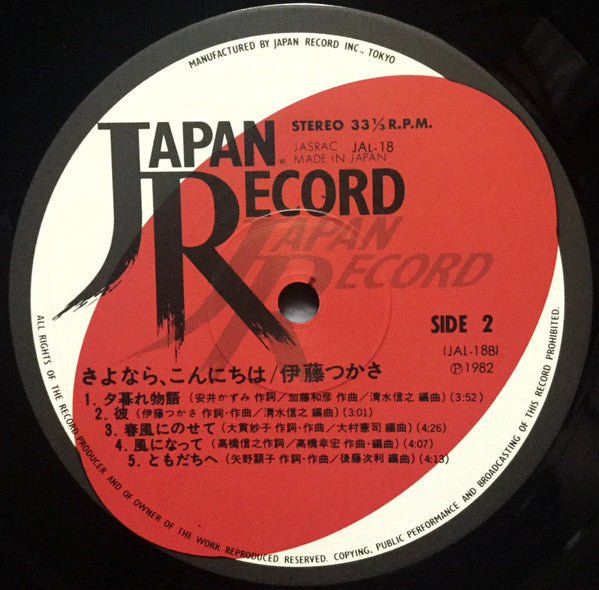 MANUFACTURED BY JAPAN RECORD INC., TOKYO
JAPAN RECORD
STEREO 33 1/3 R.P.M.
JASRAC JAL-18
MADE IN JAPAN
JAPAN RECORD
SIDE 2
(JAL-18B)
Ⓟ1982
さよなら、こんにちは/伊藤つかさ
1. 夕暮れ物語 (安井かずみ 作詞/加藤和彦 作曲/清水信之 編曲) (3:52)
2. 彼 (伊藤つかさ 作詞・作曲/清水信之 編曲) (3:01)
3. 春風にのせて (大貫妙子 作詞・作曲/大村憲司 編曲) (4:26)
4. 風になって (高橋信之 作詞/高橋幸宏 作曲・編曲) (4:07)
5. ともだちへ (矢野顕子 作詞・作曲/後藤次利 編曲) (4:13)
ALL RIGHTS OF THE RECORD PRODUCER AND OF OWNER OF THE WORK REPRODUCED RESERVED. COPYING, PUBLIC PERFORMANCE AND BROADCASTING OF THIS RECORD PROHIBITED.